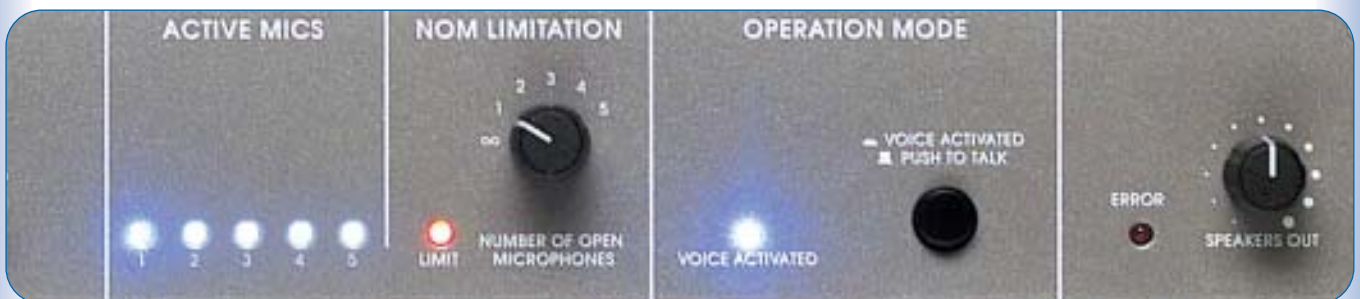 ACTIVE MICS
1 2 3 4 5
NOM LIMITATION
∞ 1 2 3 4 5
LIMIT
NUMBER OF OPEN
MICROPHONES
OPERATION MODE
VOICE ACTIVATED
PUSH TO TALK
VOICE ACTIVATED
ERROR
SPEAKERS OUT